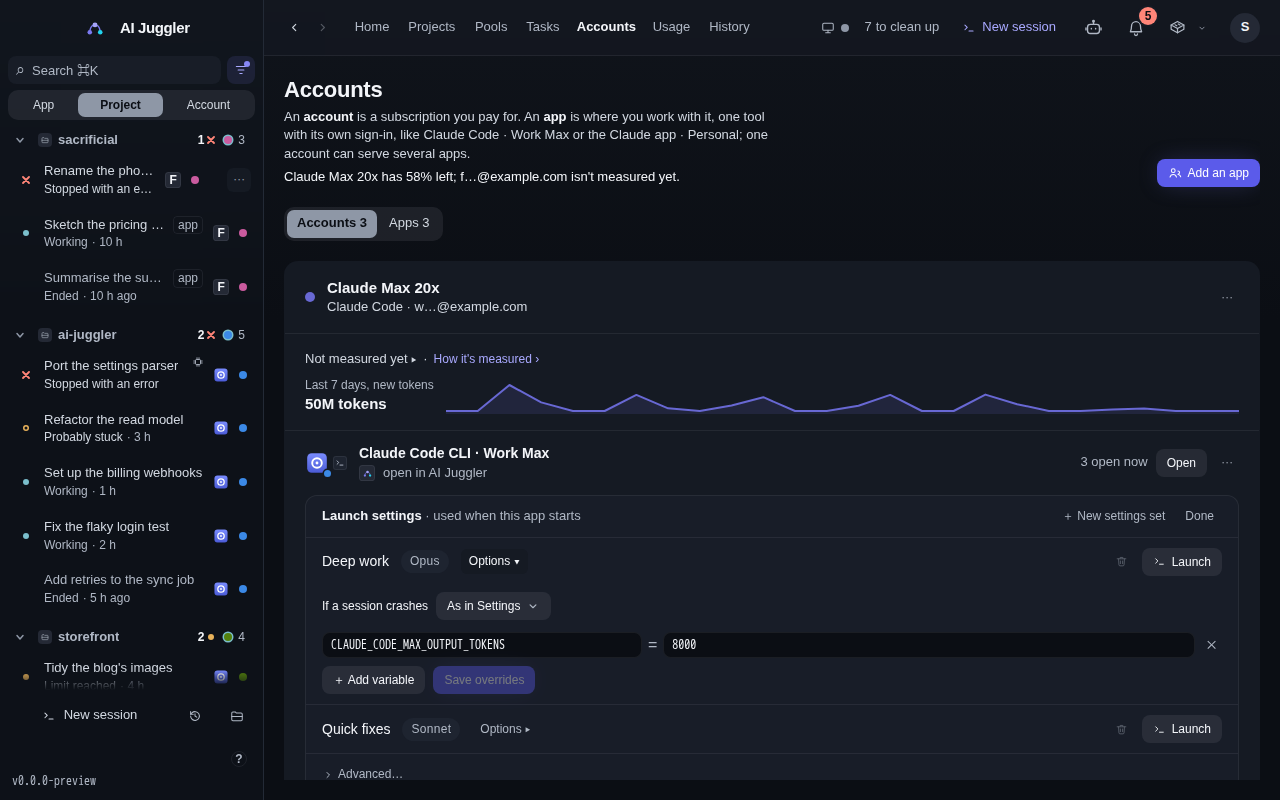 AI Juggler
Search ⌘K
App Project Account
sacrificial 1 3
Rename the pho… F
Stopped with an e…
Sketch the pricing … app F
Working · 10 h
Summarise the su… app F
Ended · 10 h ago
ai-juggler 2 5
Port the settings parser
Stopped with an error
Refactor the read model
Probably stuck · 3 h
Set up the billing webhooks
Working · 1 h
Fix the flaky login test
Working · 2 h
Add retries to the sync job
Ended · 5 h ago
storefront 2 4
Tidy the blog's images
Limit reached · 4 h
New session
?
v0.0.0-preview
Home Projects Pools Tasks Accounts Usage History 7 to clean up New session 5 S
Accounts
An account is a subscription you pay for. An app is where you work with it, one tool
with its own sign-in, like Claude Code · Work Max or the Claude app · Personal; one
account can serve several apps.
Claude Max 20x has 58% left; f…@example.com isn't measured yet.
Add an app
Accounts 3 Apps 3
Claude Max 20x
Claude Code · w…@example.com
Not measured yet ▸ · How it's measured ›
Last 7 days, new tokens
50M tokens
Claude Code CLI · Work Max
open in AI Juggler
3 open now Open
Launch settings · used when this app starts
+ New settings set Done
Deep work Opus Options ▾ Launch
If a session crashes As in Settings
CLAUDE_CODE_MAX_OUTPUT_TOKENS = 8000
+ Add variable Save overrides
Quick fixes Sonnet Options ▸ Launch
Advanced…